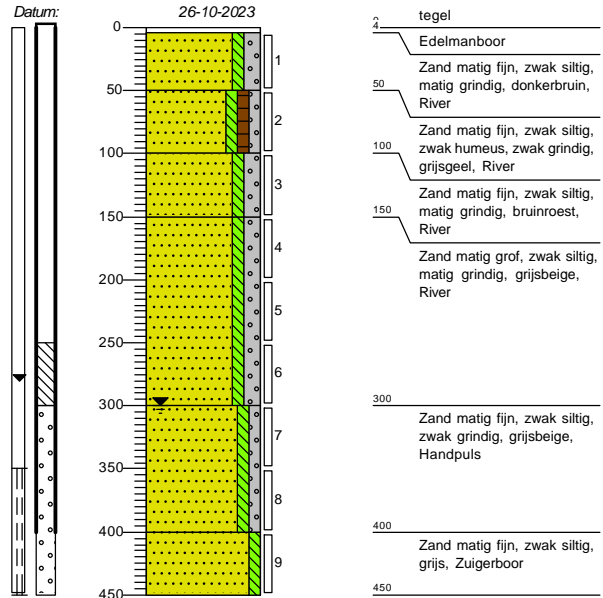 Datum: 26-10-2023
0
50
100
150
200
250
300
350
400
450
1
2
3
4
5
6
7
8
9
0
tegel
4
Edelmanboor
Zand matig fijn, zwak siltig,
matig grindig, donkerbruin,
River
50
Zand matig fijn, zwak siltig,
zwak humeus, zwak grindig,
grijsgeel, River
100
Zand matig fijn, zwak siltig,
matig grindig, bruinroest,
River
150
Zand matig grof, zwak siltig,
matig grindig, grijsbeige,
River
300
Zand matig fijn, zwak siltig,
zwak grindig, grijsbeige,
Handpuls
400
Zand matig fijn, zwak siltig,
grijs, Zuigerboor
450